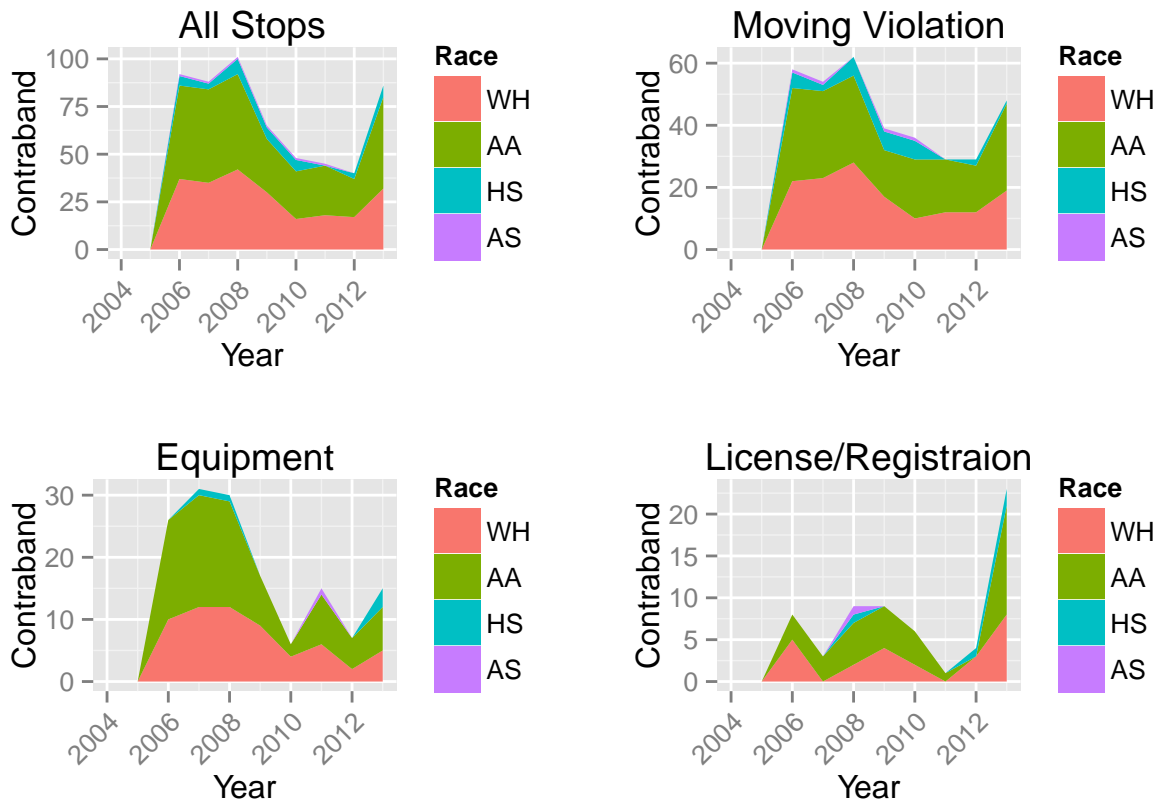 All Stops
Contraband
100
75
50
25
0
2004
2006
2008
2010
2012
Year
Race
WH
AA
HS
AS
Moving Violation
Contraband
60
40
20
0
2004
2006
2008
2010
2012
Year
Race
WH
AA
HS
AS
Equipment
Contraband
30
20
10
0
2004
2006
2008
2010
2012
Year
Race
WH
AA
HS
AS
License/Registraion
Contraband
20
15
10
5
0
2004
2006
2008
2010
2012
Year
Race
WH
AA
HS
AS